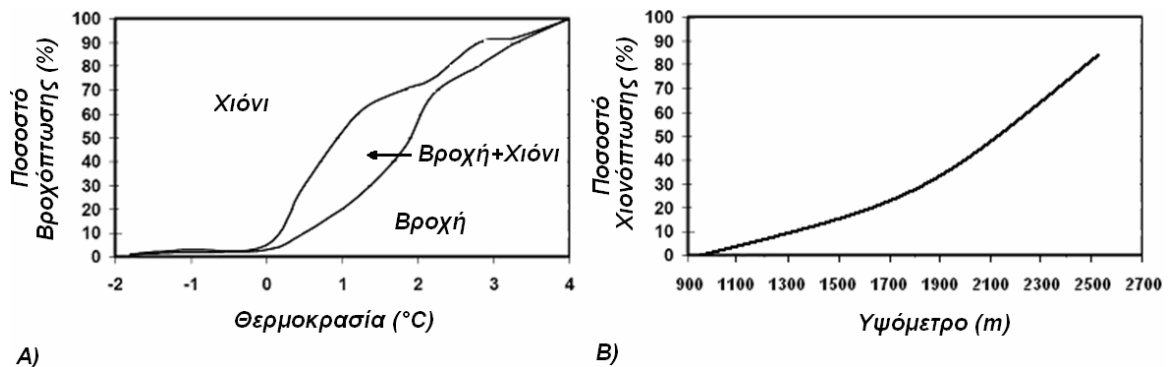 Ποσοστό
Βροχόπτωσης (%)
100
90
80
70
60
50
40
30
20
10
0
Χιόνι
Βροχή+Χιόνι
Βροχή
-2 -1 0 1 2 3 4
Θερμοκρασία (°C)
A)
Ποσοστό
Χιονόπτωσης (%)
100
90
80
70
60
50
40
30
20
10
0
900 1100 1300 1500 1700 1900 2100 2300 2500 2700
Υψόμετρο (m)
B)